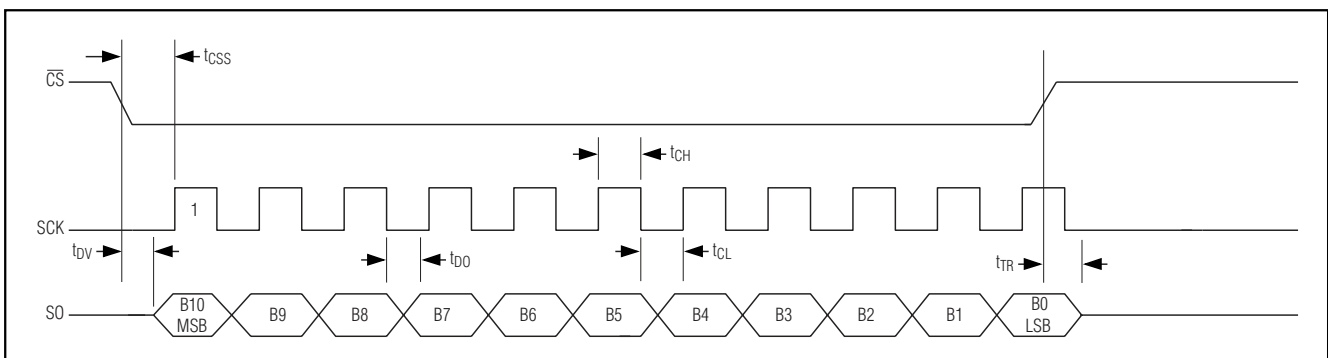 tCSS
CS
tCH
1
SCK
tDV
tDO
tCL
tTR
SO
B10
MSB
B9
B8
B7
B6
B5
B4
B3
B2
B1
B0
LSB